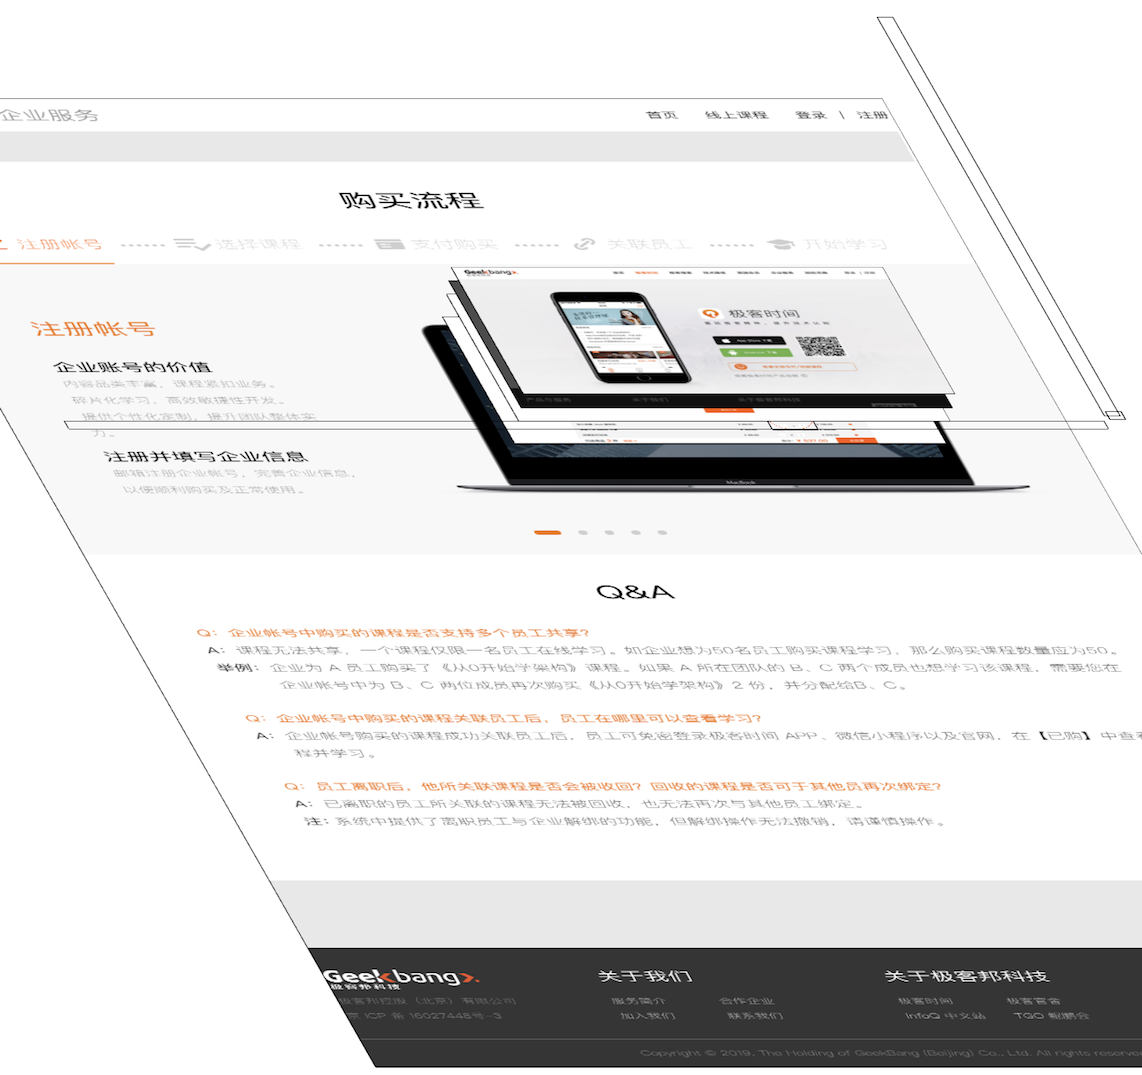 企业服务
首页 线上课程 登录 | 注册
购买流程
注册帐号 选择课程 支付购买 关联员工 开始学习
Geekbang>.
极客时间
注册帐号
企业账号的价值
内容品类丰富，课程紧扣业务。
碎片化学习，高效敏捷性开发。
提供个性化定制，提升团队整体实
力。
注册并填写企业信息
邮箱注册企业帐号，完善企业信息，
以便顺利购买及正常使用。
产品与服务 关于我们 关于极客邦科技
MacBook
Q&A
Q：企业帐号中购买的课程是否支持多个员工共享？
A：课程无法共享，一个课程仅限一名员工在线学习。如企业想为50名员工购买课程学习，那么购买课程数量应为50。
举例：企业为 A 员工购买了《从0开始学架构》课程。如果 A 所在团队的 B、C 两个成员也想学习该课程，需要您在
企业帐号中为 B、C 两位成员再次购买《从0开始学架构》2 份，并分配给B、C。
Q：企业帐号中购买的课程关联员工后，员工在哪里可以查看学习？
A：企业帐号购买的课程成功关联员工后，员工可免密登录极客时间 APP、微信小程序以及官网，在【已购】中查看
程并学习。
Q：员工离职后，他所关联课程是否会被收回？回收的课程是否可于其他员再次绑定？
A：已离职的员工所关联的课程无法被回收，也无法再次与其他员工绑定。
注：系统中提供了离职员工与企业解绑的功能，但解绑操作无法撤销，请谨慎操作。
Geekbang>.
极客邦科技
极客邦控股（北京）有限公司
京 ICP 备 16027448号-3
关于我们
服务简介 合作企业
加入我们 联系我们
关于极客邦科技
极客时间 极客官舍
InfoQ 中文站 TGO 鲲鹏会
Copyright © 2019, The Holding of GeekBang (Beijing) Co., Ltd. All rights reserve